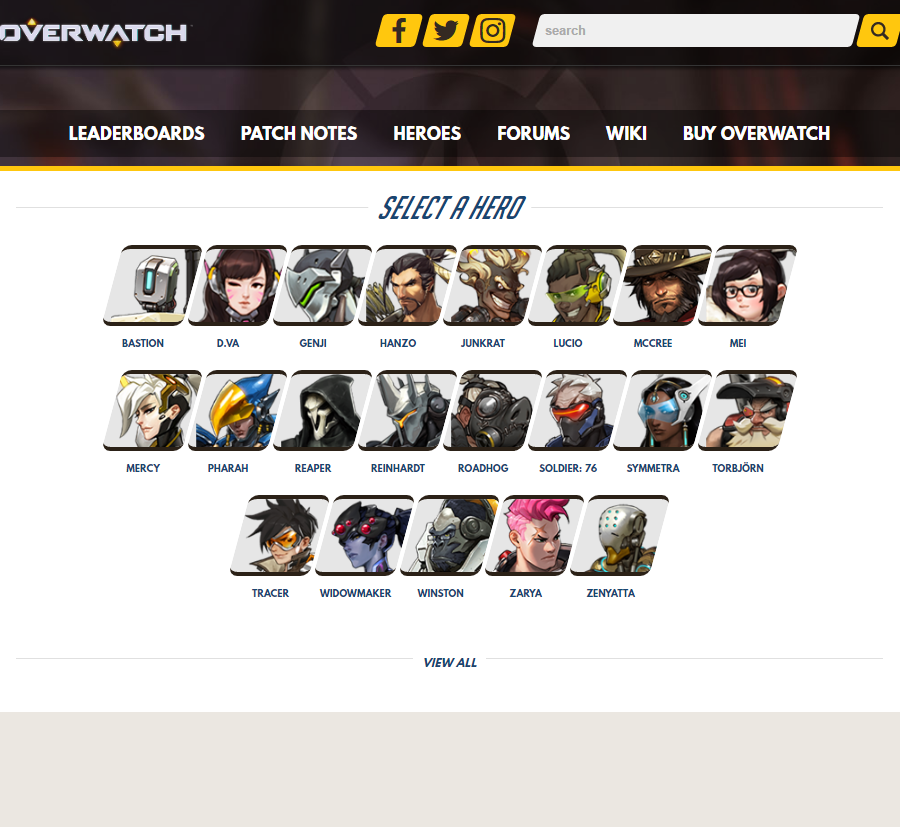 OVERWATCH
search
LEADERBOARDS PATCH NOTES HEROES FORUMS WIKI BUY OVERWATCH
SELECT A HERO
BASTION D.VA GENJI HANZO JUNKRAT LUCIO MCCREE MEI
MERCY PHARAH REAPER REINHARDT ROADHOG SOLDIER: 76 SYMMETRA TORBJÖRN
TRACER WIDOWMAKER WINSTON ZARYA ZENYATTA
VIEW ALL